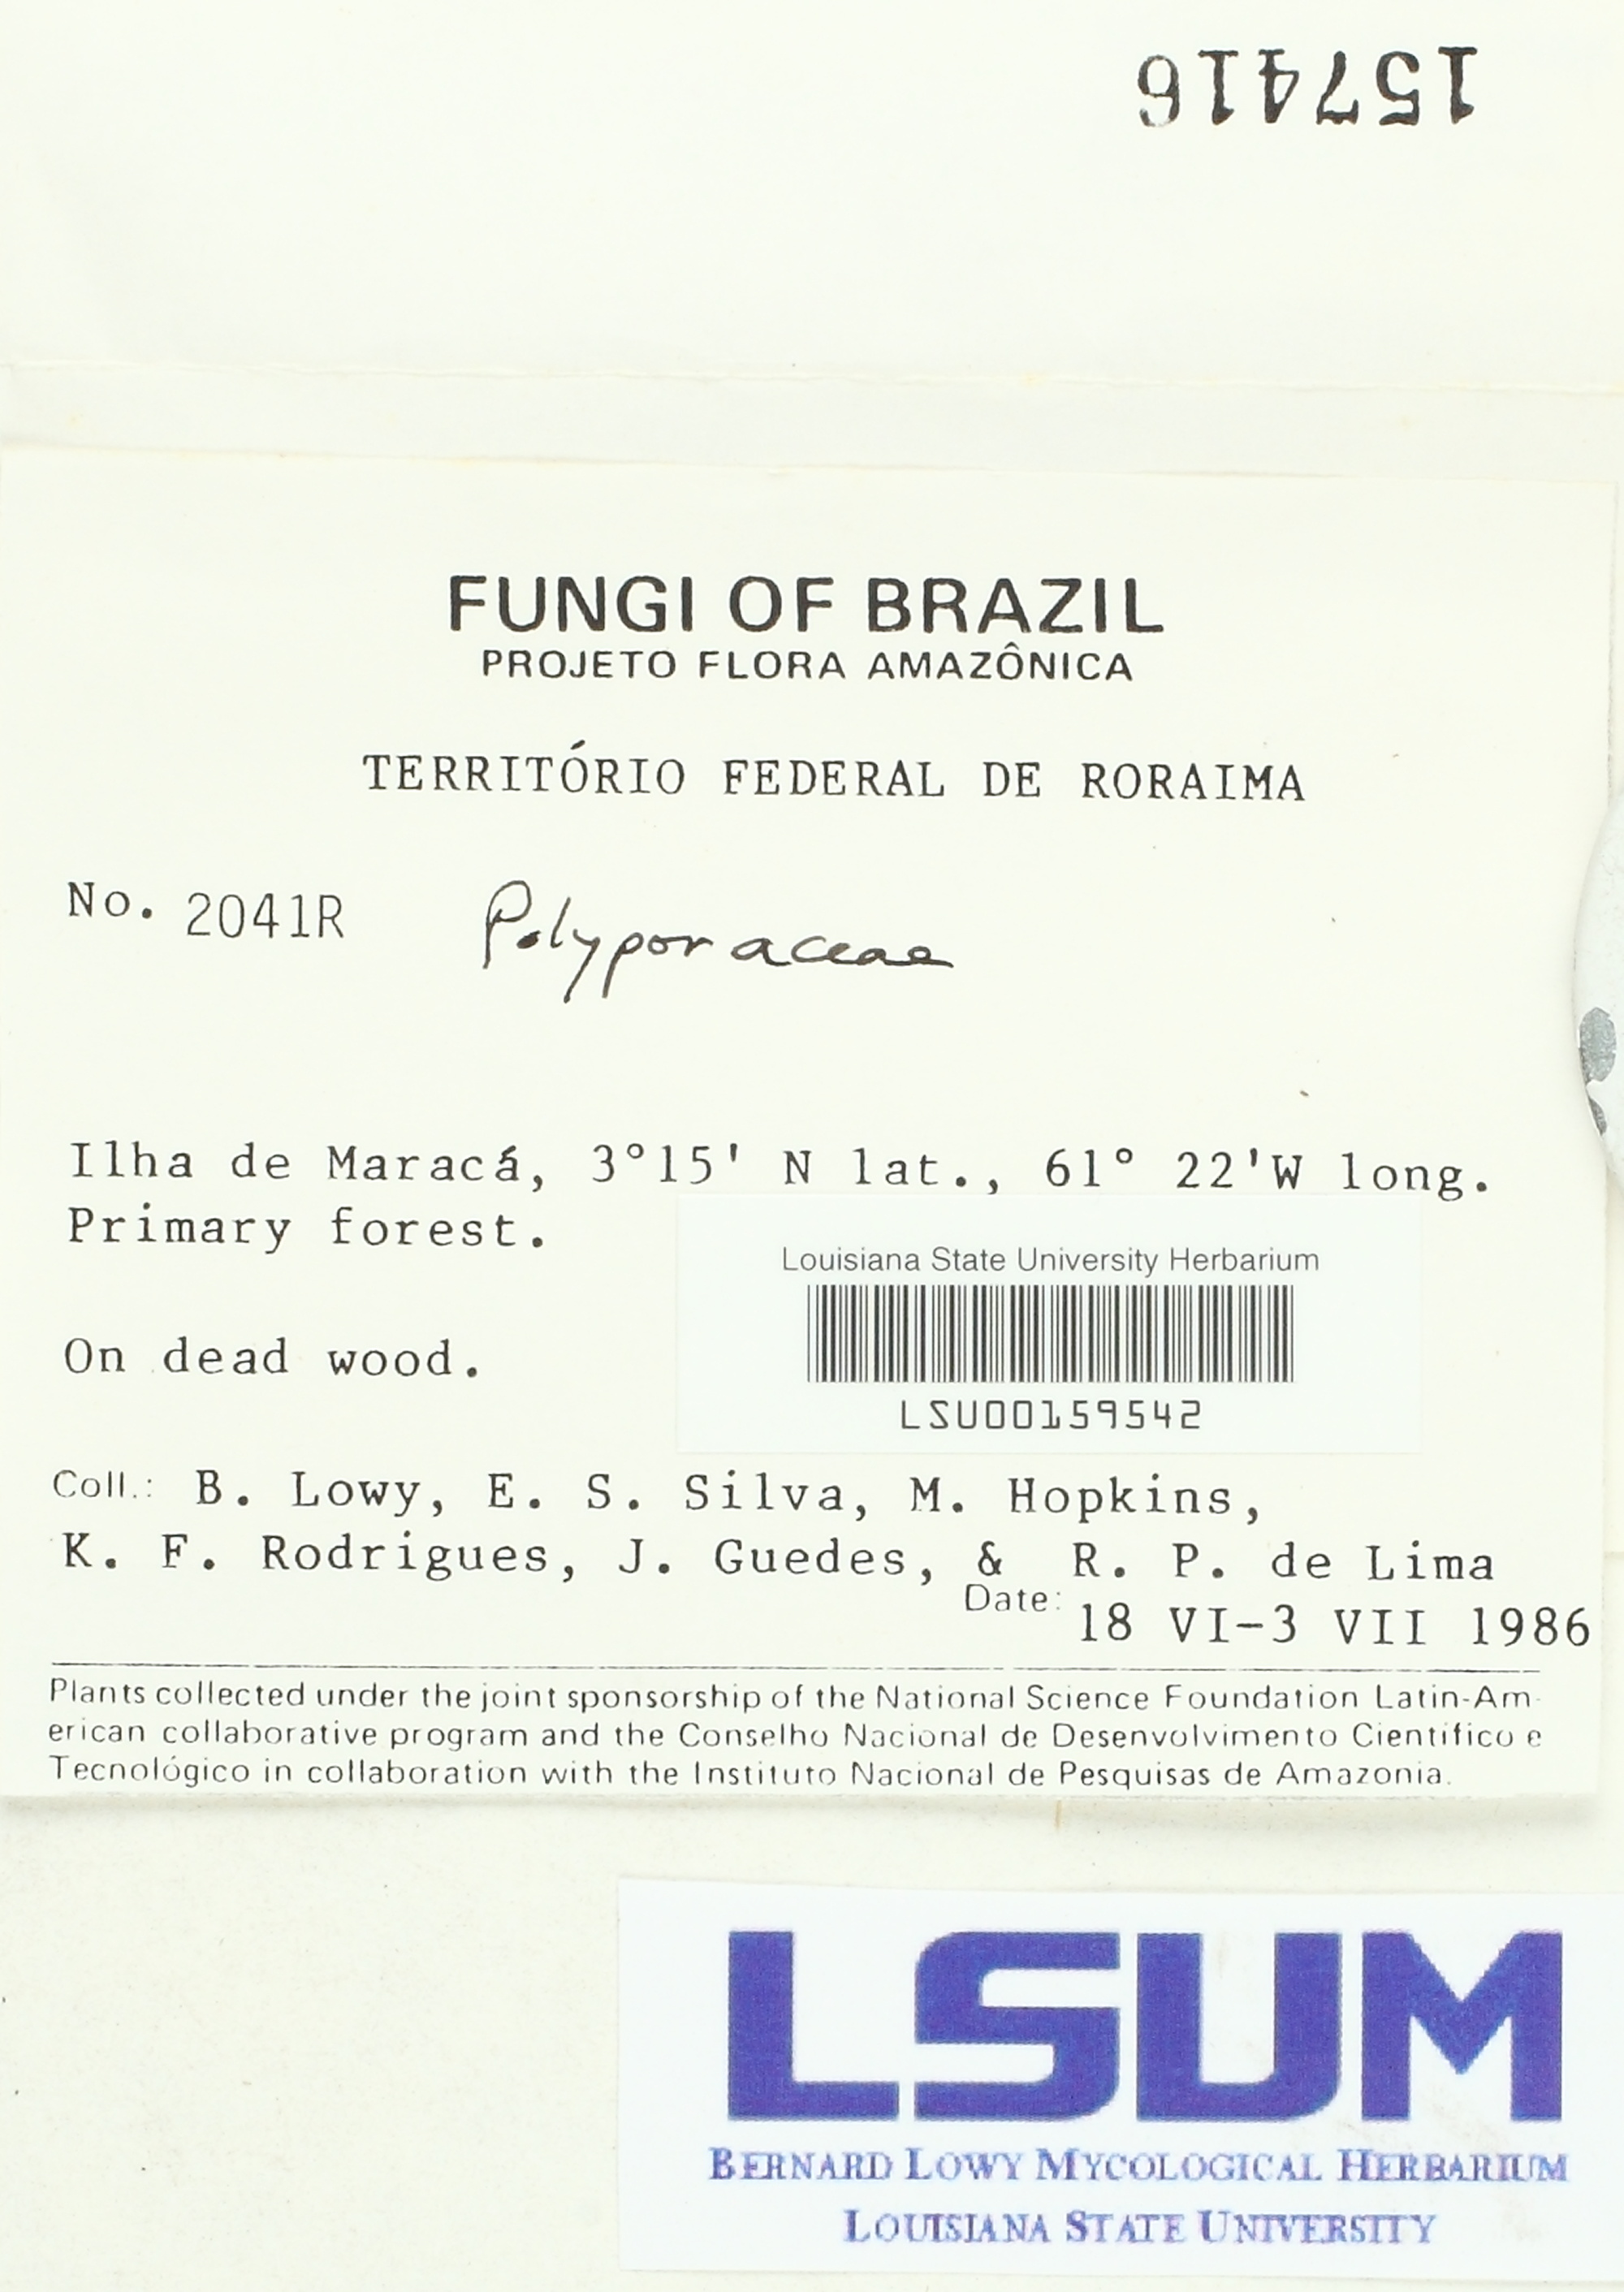 157416
FUNGI OF BRAZIL
PROJETO FLORA AMAZÔNICA
TERRITÓRIO FEDERAL DE RORAIMA
No. 2041R Polyporaceae
Ilha de Maracá, 3°15' N lat., 61° 22'W long.
Primary forest.
Louisiana State University Herbarium
On dead wood.
LSU00159542
Coll.: B. Lowy, E. S. Silva, M. Hopkins,
K. F. Rodrigues, J. Guedes, & R. P. de Lima
Date: 18 VI-3 VII 1986
Plants collected under the joint sponsorship of the National Science Foundation Latin-Am-
erican collaborative program and the Conselho Nacional de Desenvolvimento Científico e
Tecnológico in collaboration with the Instituto Nacional de Pesquisas de Amazonia.
LSUM
BERNARD LOWY MYCOLOGICAL HERBARIUM
LOUISIANA STATE UNIVERSITY